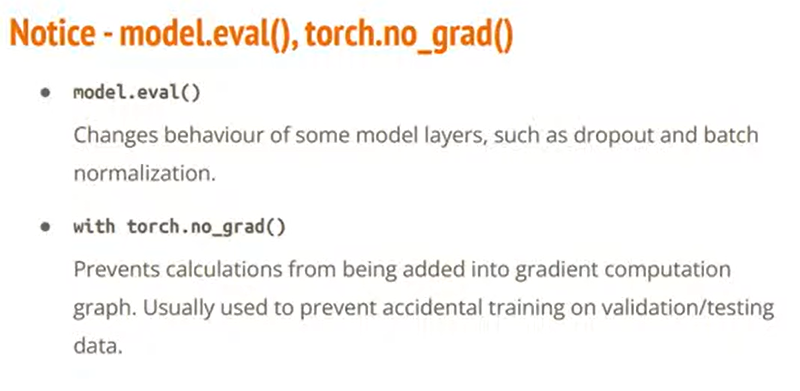 Notice - model.eval(), torch.no_grad()
● model.eval()
Changes behaviour of some model layers, such as dropout and batch
normalization.
● with torch.no_grad()
Prevents calculations from being added into gradient computation
graph. Usually used to prevent accidental training on validation/testing
data.